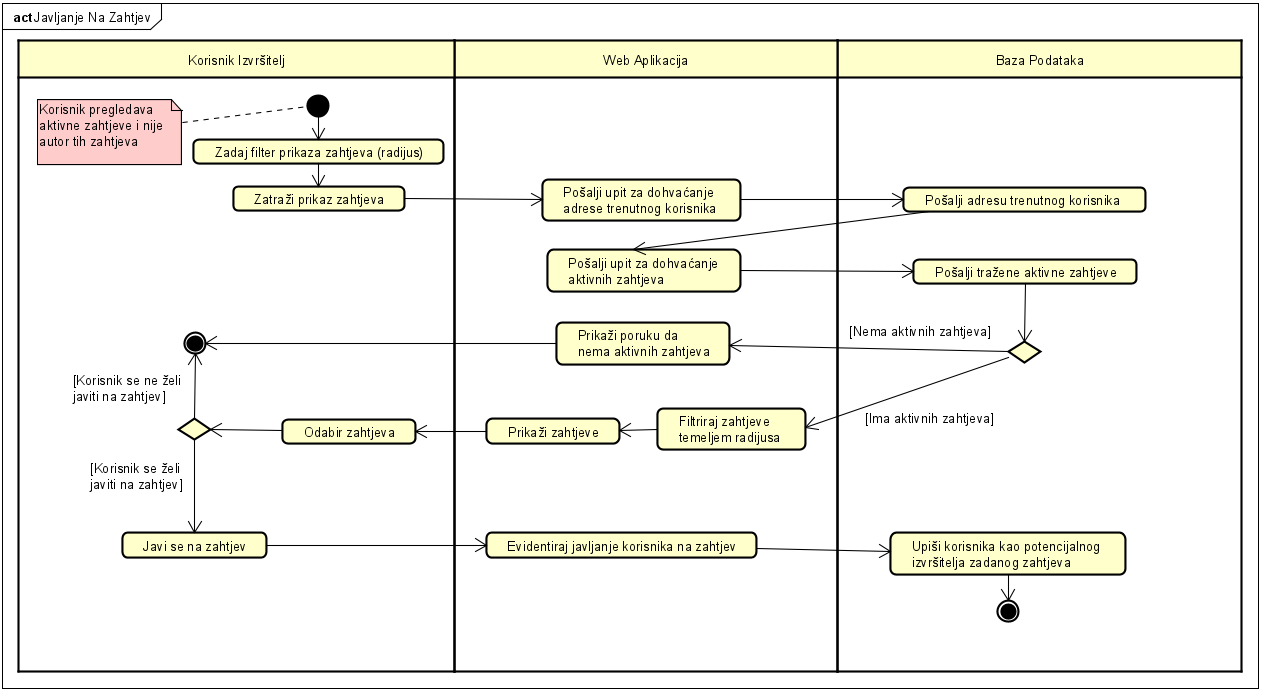 act Javljanje Na Zahtjev
Korisnik Izvršitelj
Web Aplikacija
Baza Podataka
Korisnik pregledava
aktivne zahtjeve i nije
autor tih zahtjeva
Zadaj filter prikaza zahtjeva (radijus)
Zatraži prikaz zahtjeva
Pošalji upit za dohvaćanje
adrese trenutnog korisnika
Pošalji adresu trenutnog korisnika
Pošalji upit za dohvaćanje
aktivnih zahtjeva
Pošalji tražene aktivne zahtjeve
[Nema aktivnih zahtjeva]
Prikaži poruku da
nema aktivnih zahtjeva
[Ima aktivnih zahtjeva]
Filtriraj zahtjeve
temeljem radijusa
Prikaži zahtjeve
Odabir zahtjeva
[Korisnik se ne želi
javiti na zahtjev]
[Korisnik se želi
javiti na zahtjev]
Javi se na zahtjev
Evidentiraj javljanje korisnika na zahtjev
Upiši korisnika kao potencijalnog
izvršitelja zadanog zahtjeva